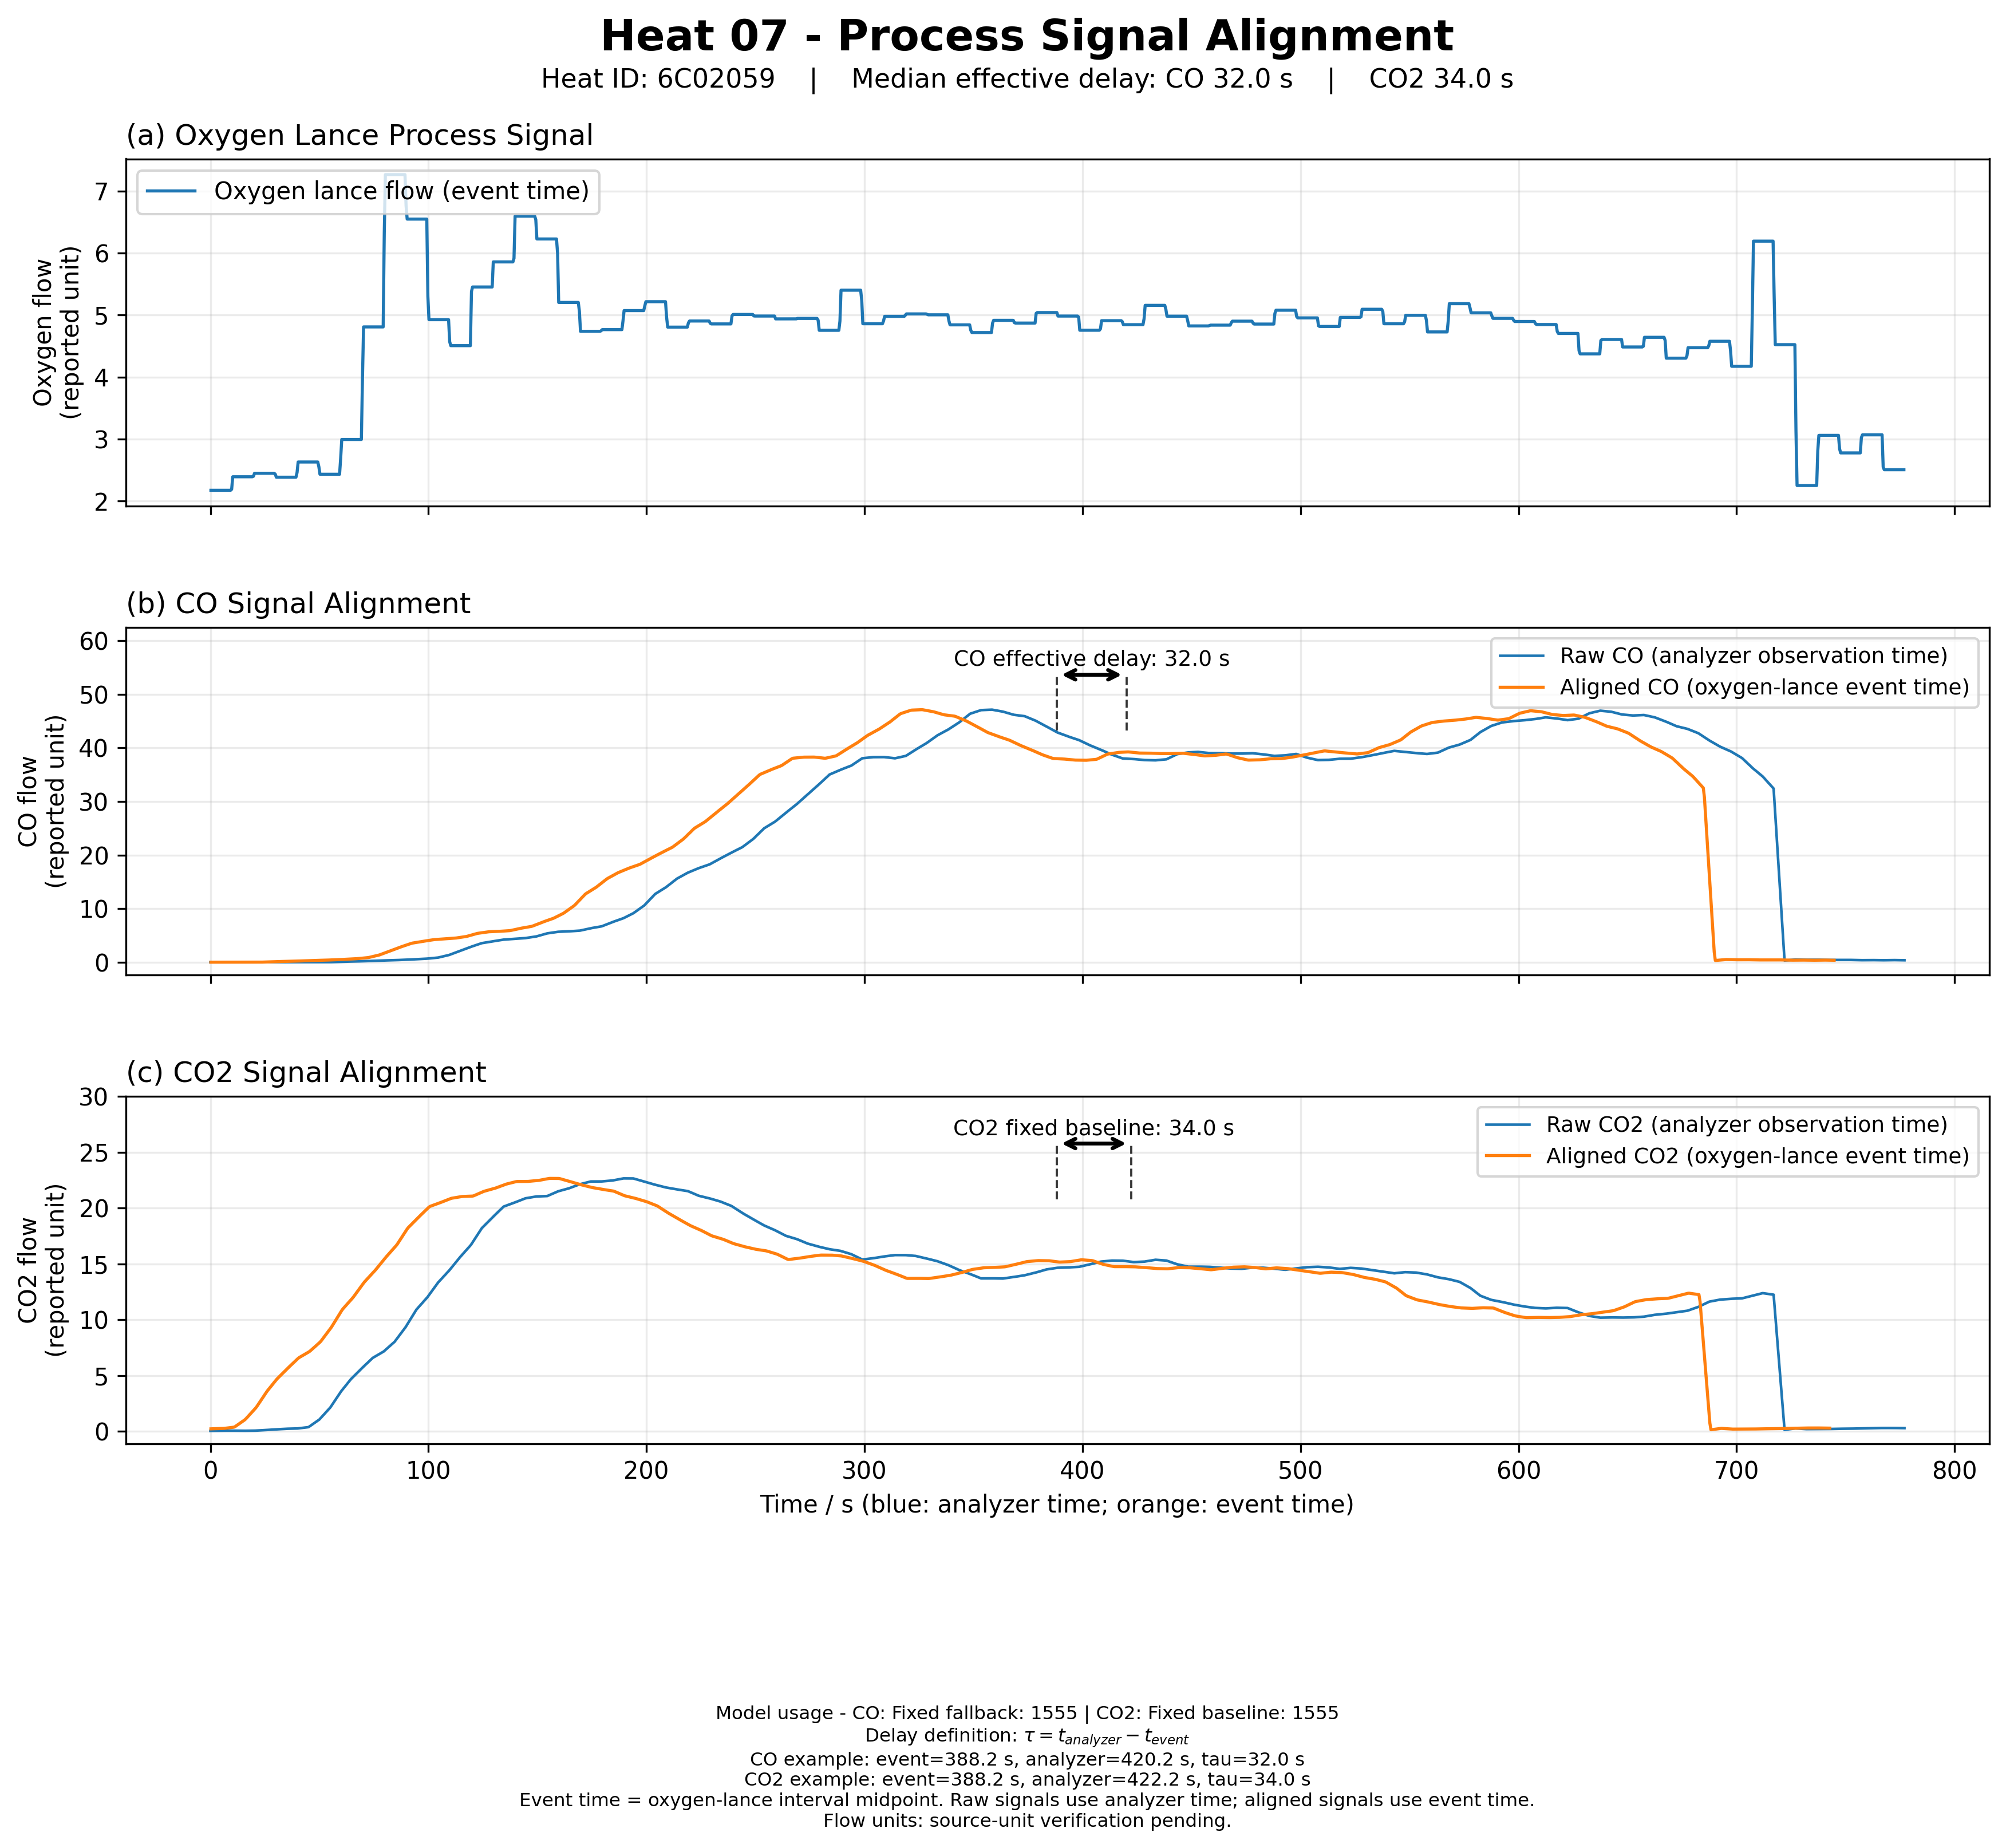 Heat 07 - Process Signal Alignment
Heat ID: 6C02059 | Median effective delay: CO 32.0 s | CO2 34.0 s
(a) Oxygen Lance Process Signal
Oxygen lance flow (event time)
Oxygen flow
(reported unit)
7
6
5
4
3
2
(b) CO Signal Alignment
CO effective delay: 32.0 s
Raw CO (analyzer observation time)
Aligned CO (oxygen-lance event time)
CO flow
(reported unit)
60
50
40
30
20
10
0
(c) CO2 Signal Alignment
CO2 fixed baseline: 34.0 s
Raw CO2 (analyzer observation time)
Aligned CO2 (oxygen-lance event time)
CO2 flow
(reported unit)
30
25
20
15
10
5
0
0 100 200 300 400 500 600 700 800
Time / s (blue: analyzer time; orange: event time)
Model usage - CO: Fixed fallback: 1555 | CO2: Fixed baseline: 1555
Delay definition: τ = t_analyzer − t_event
CO example: event=388.2 s, analyzer=420.2 s, tau=32.0 s
CO2 example: event=388.2 s, analyzer=422.2 s, tau=34.0 s
Event time = oxygen-lance interval midpoint. Raw signals use analyzer time; aligned signals use event time.
Flow units: source-unit verification pending.